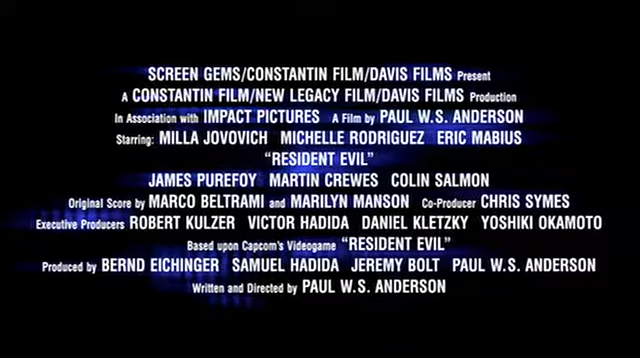 SCREEN GEMS/CONSTANTIN FILM/DAVIS FILMS Present
A CONSTANTIN FILM/NEW LEGACY FILM/DAVIS FILMS Production
In Association with IMPACT PICTURES A Film by PAUL W.S. ANDERSON
Starring: MILLA JOVOVICH MICHELLE RODRIGUEZ ERIC MABIUS
“RESIDENT EVIL”
JAMES PUREFOY MARTIN CREWES COLIN SALMON
Original Score by MARCO BELTRAMI and MARILYN MANSON Co-Producer CHRIS SYMES
Executive Producers ROBERT KULZER VICTOR HADIDA DANIEL KLETZKY YOSHIKI OKAMOTO
Based upon Capcom's Videogame “RESIDENT EVIL”
Produced by BERND EICHINGER SAMUEL HADIDA JEREMY BOLT PAUL W.S. ANDERSON
Written and Directed by PAUL W.S. ANDERSON